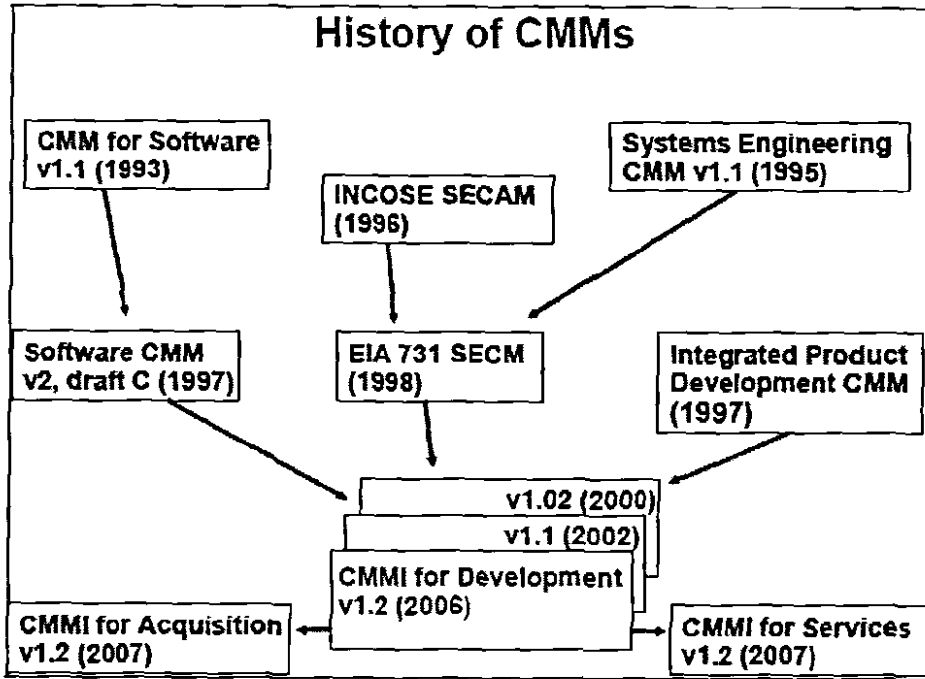 History of CMMs
CMM for Software
v1.1 (1993)
Systems Engineering
CMM v1.1 (1995)
INCOSE SECAM
(1996)
Software CMM
v2, draft C (1997)
EIA 731 SECM
(1998)
Integrated Product
Development CMM
(1997)
v1.02 (2000)
v1.1 (2002)
CMMI for Development
v1.2 (2006)
CMMI for Acquisition
v1.2 (2007)
CMMI for Services
v1.2 (2007)